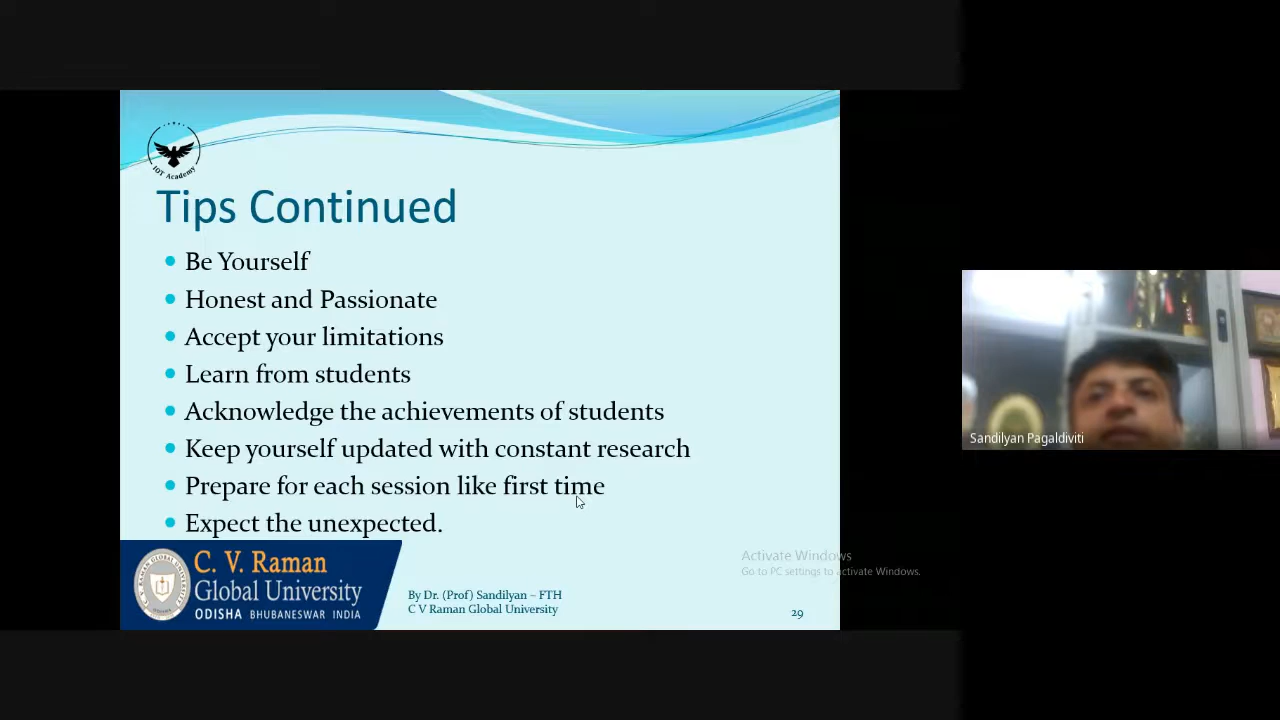 IOT Academy
Tips Continued
Be Yourself
Honest and Passionate
Accept your limitations
Learn from students
Acknowledge the achievements of students
Keep yourself updated with constant research
Prepare for each session like first time
Expect the unexpected.
C. V. Raman
Global University
ODISHA BHUBANESWAR INDIA
By Dr. (Prof) Sandilyan – FTH
C V Raman Global University
29
Activate Windows
Go to PC settings to activate Windows.
Sandilyan Pagaldiviti